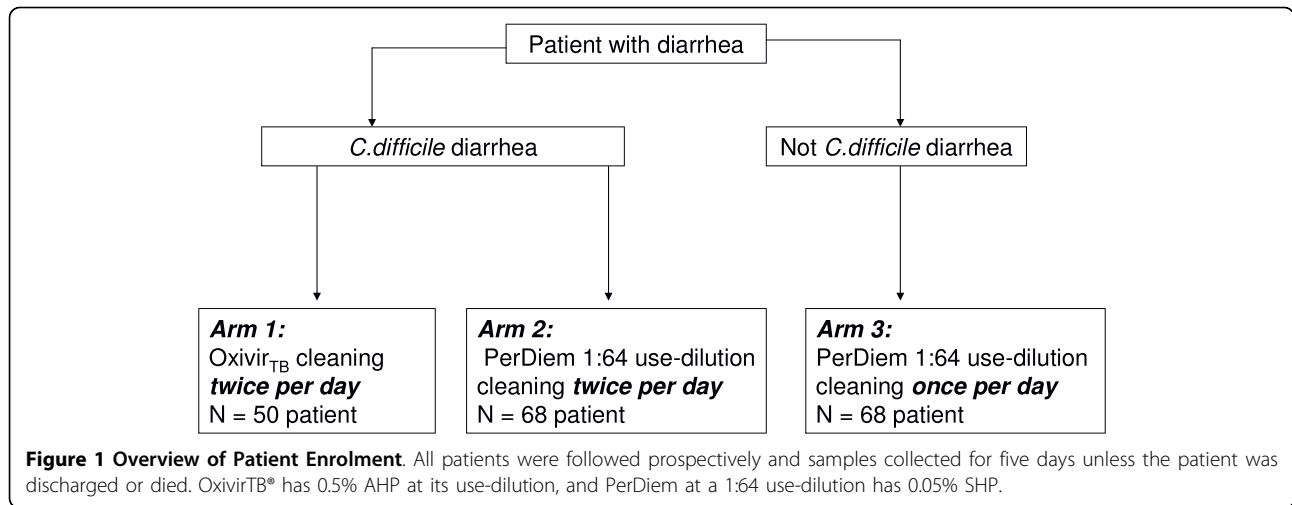 Patient with diarrhea
C.difficile diarrhea
Not C.difficile diarrhea
Arm 1:
OxivirTB cleaning
twice per day
N = 50 patient
Arm 2:
PerDiem 1:64 use-dilution
cleaning twice per day
N = 68 patient
Arm 3:
PerDiem 1:64 use-dilution
cleaning once per day
N = 68 patient
Figure 1 Overview of Patient Enrolment. All patients were followed prospectively and samples collected for five days unless the patient was
discharged or died. OxivirTB® has 0.5% AHP at its use-dilution, and PerDiem at a 1:64 use-dilution has 0.05% SHP.